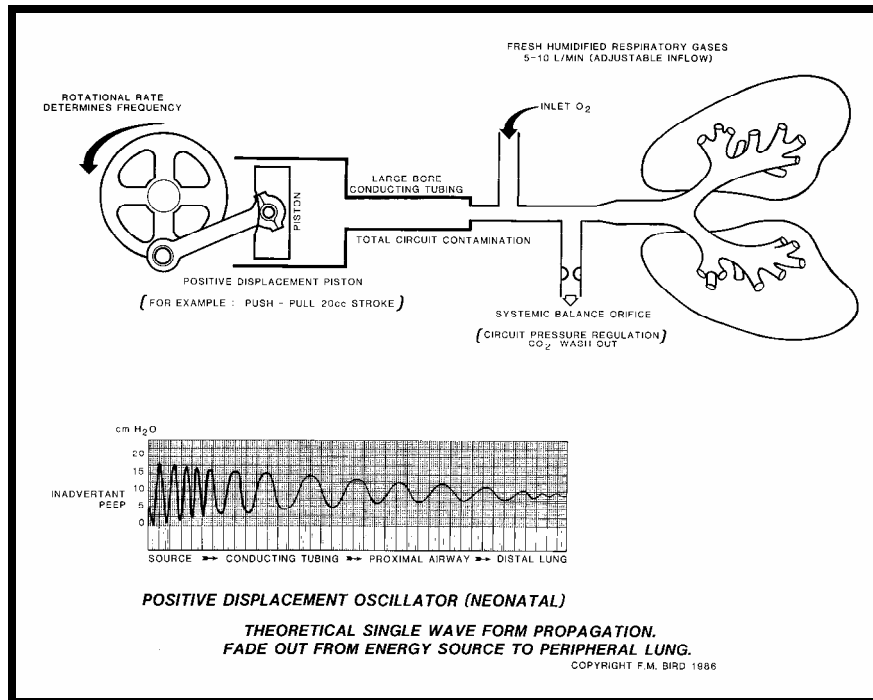 FRESH HUMIDIFIED RESPIRATORY GASES
5-10 L/MIN (ADJUSTABLE INFLOW)
ROTATIONAL RATE
DETERMINES FREQUENCY
INLET O2
LARGE BORE
CONDUCTING TUBING
PISTON
TOTAL CIRCUIT CONTAMINATION
POSITIVE DISPLACEMENT PISTON
(FOR EXAMPLE : PUSH - PULL 20cc STROKE)
SYSTEMIC BALANCE ORIFICE
(CIRCUIT PRESSURE REGULATION)
CO2 WASH OUT
cm H2O
20
15
10
5
0
INADVERTANT
PEEP
SOURCE ➵ CONDUCTING TUBING ➵ PROXIMAL AIRWAY ➵ DISTAL LUNG
POSITIVE DISPLACEMENT OSCILLATOR (NEONATAL)
THEORETICAL SINGLE WAVE FORM PROPAGATION.
FADE OUT FROM ENERGY SOURCE TO PERIPHERAL LUNG.
COPYRIGHT F.M. BIRD 1986